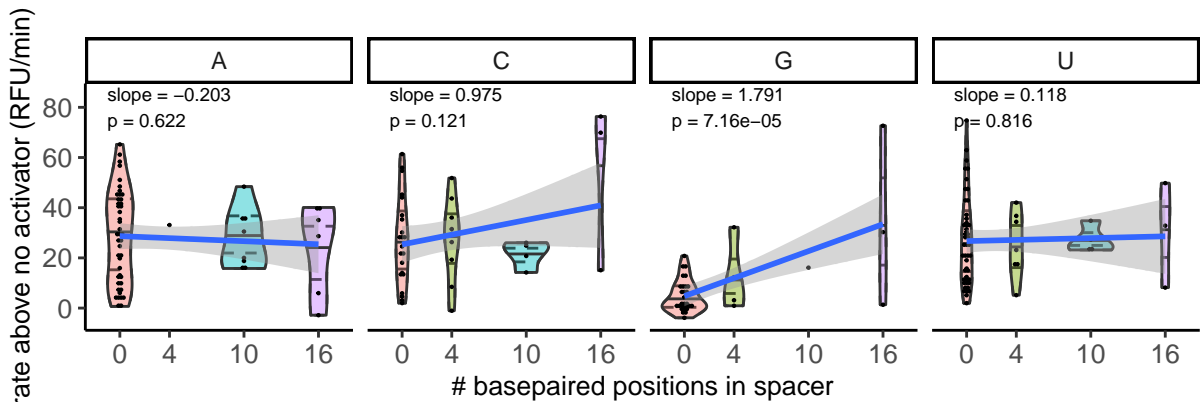 rate above no activator (RFU/min)
A
C
G
U
slope = −0.203
p = 0.622
slope = 0.975
p = 0.121
slope = 1.791
p = 7.16e−05
slope = 0.118
p = 0.816
80
60
40
20
0
0 4 10 16
0 4 10 16
0 4 10 16
0 4 10 16
# basepaired positions in spacer